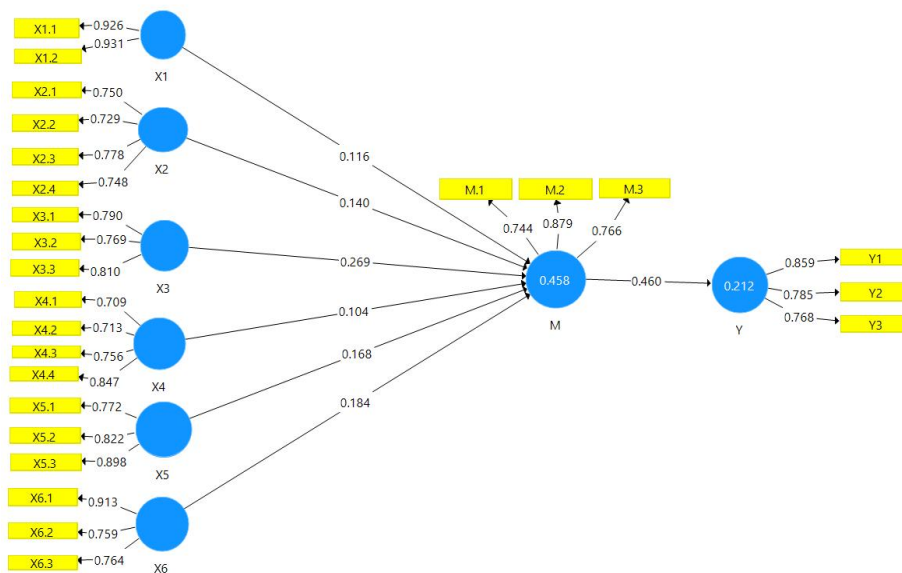 X1.1
0.926
X1.2
0.931
X1
X2.1
0.750
X2.2
0.729
X2.3
0.778
X2.4
0.748
X2
X3.1
0.790
X3.2
0.769
X3.3
0.810
X3
X4.1
0.709
X4.2
0.713
X4.3
0.756
X4.4
0.847
X4
X5.1
0.772
X5.2
0.822
X5.3
0.898
X5
X6.1
0.913
X6.2
0.759
X6.3
0.764
X6
0.116
0.140
0.269
0.104
0.168
0.184
M.1
M.2
M.3
0.744
0.879
0.766
0.458
M
0.460
0.212
Y
0.859
Y1
0.785
Y2
0.768
Y3